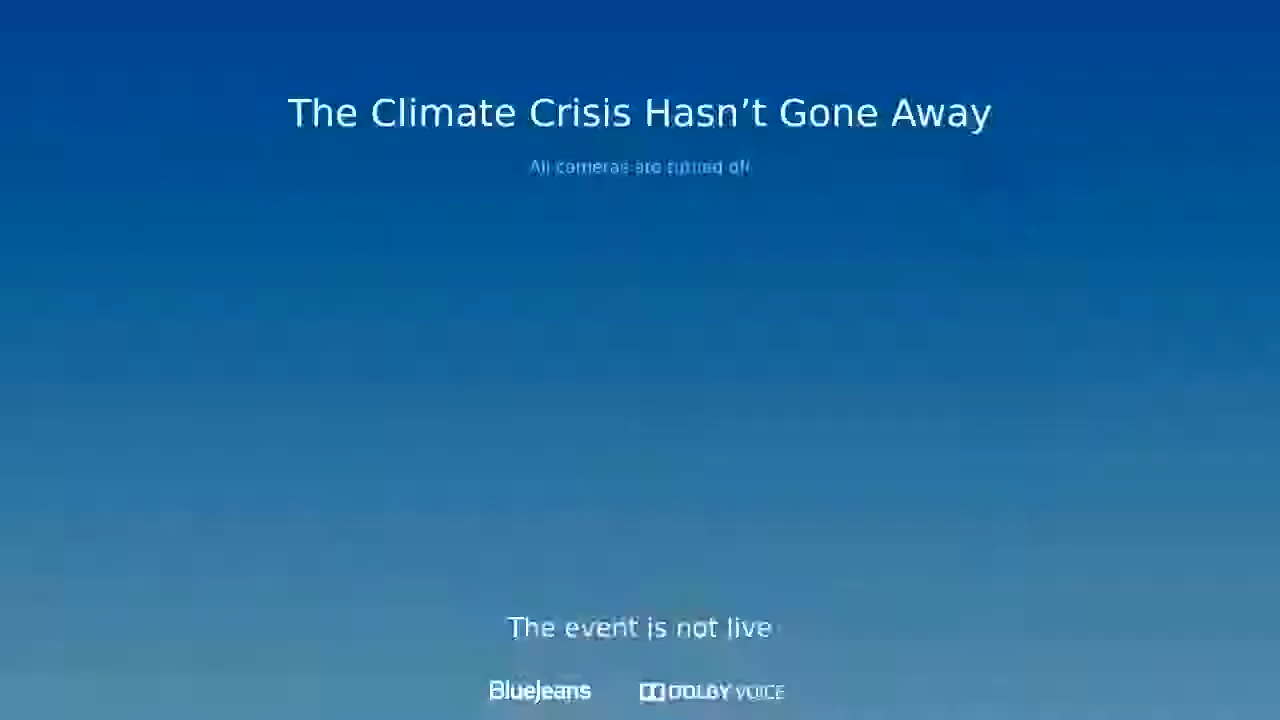 The Climate Crisis Hasn’t Gone Away
All cameras are turned off
The event is not live
BlueJeans DOLBY VOICE